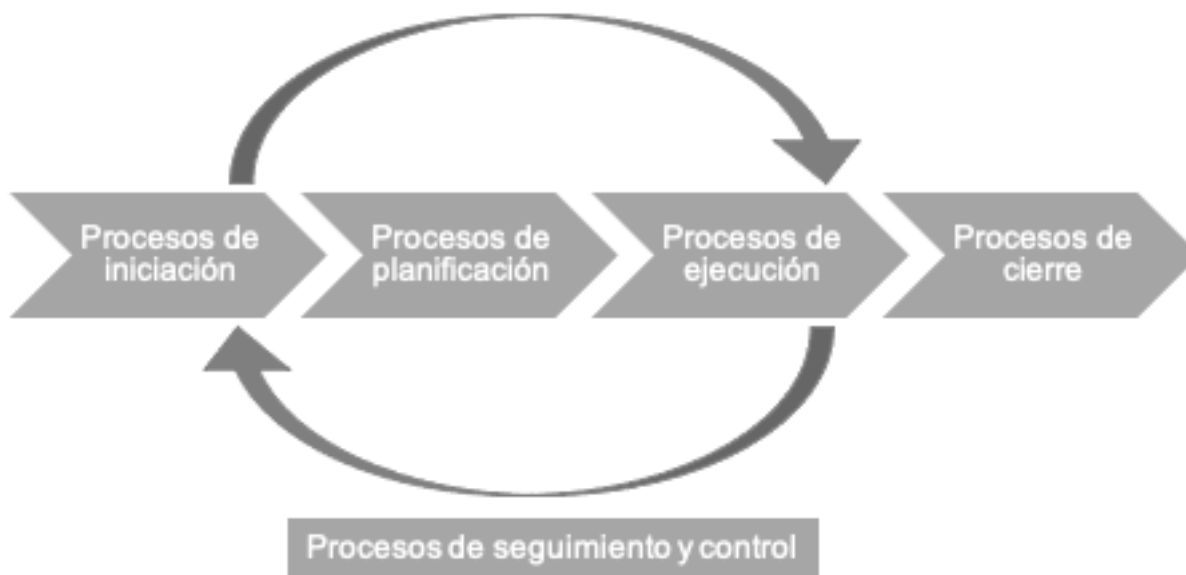 Procesos de
iniciación
Procesos de
planificación
Procesos de
ejecución
Procesos de
cierre
Procesos de seguimiento y control